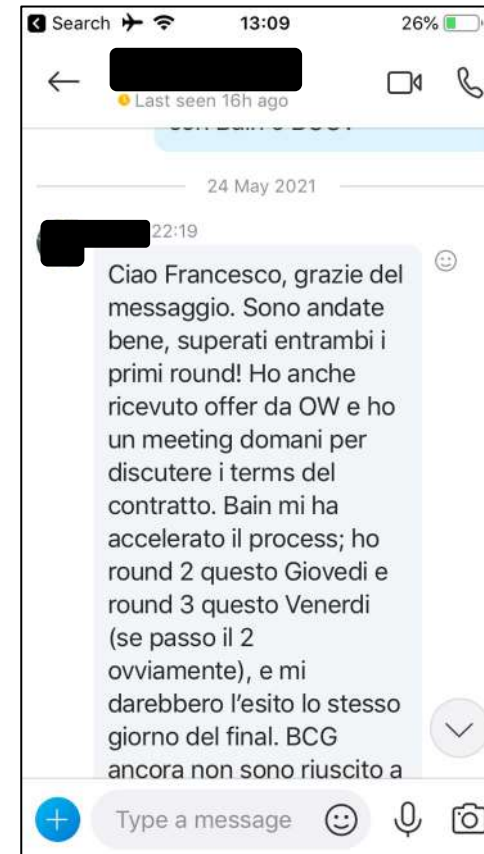 Search
13:09
26%
Last seen 16h ago
24 May 2021
22:19
Ciao Francesco, grazie del
messaggio. Sono andate
bene, superati entrambi i
primi round! Ho anche
ricevuto offer da OW e ho
un meeting domani per
discutere i terms del
contratto. Bain mi ha
accelerato il process; ho
round 2 questo Giovedi e
round 3 questo Venerdi
(se passo il 2
ovviamente), e mi
darebbero l'esito lo stesso
giorno del final. BCG
ancora non sono riuscito a
Type a message